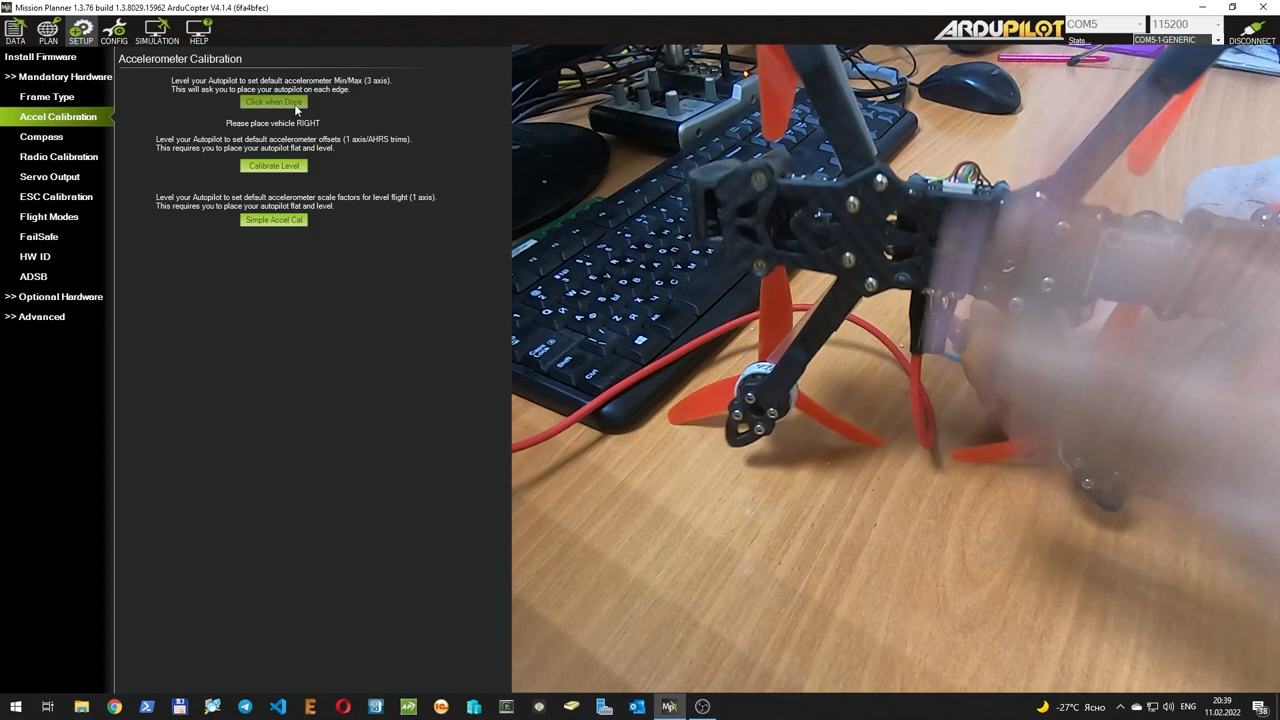 Mission Planner 1.3.76 build 1.3.8029.15962 ArduCopter V4.1.4 (6fa4bfec)
DATA
PLAN
SETUP
CONFIG
SIMULATION
HELP
ARDUPILOT
COM5
115200
Stats...
COM5-1-GENERIC
DISCONNECT
Install Firmware
>> Mandatory Hardware
Frame Type
Accel Calibration
Compass
Radio Calibration
Servo Output
ESC Calibration
Flight Modes
FailSafe
HW ID
ADSB
>> Optional Hardware
>> Advanced
Accelerometer Calibration
Level your Autopilot to set default accelerometer Min/Max (3 axis).
This will ask you to place your autopilot on each edge.
Click when Done
Please place vehicle RIGHT
Level your Autopilot to set default accelerometer offsets (1 axis/AHRS trims).
This requires you to place your autopilot flat and level.
Calibrate Level
Level your Autopilot to set default accelerometer scale factors for level flight (1 axis).
This requires you to place your autopilot flat and level.
Simple Accel Cal
Caps Lock
Shift
Ctrl
-27°C Ясно
ENG
20:39
11.02.2022
38